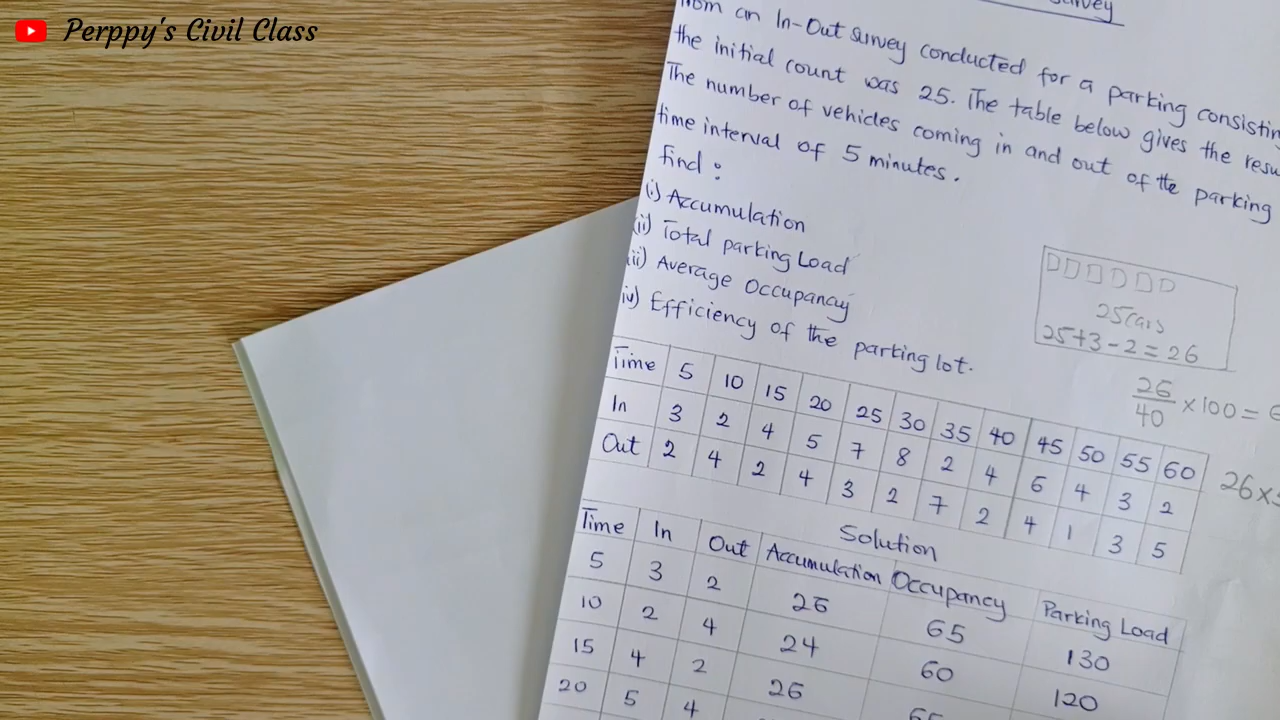 Perppy's Civil Class
Survey
from an In-Out survey conducted for a parking
the initial count was 25. The table below gives the
The number of vehicles coming in and out of the parking
time interval of 5 minutes.
find :
(i) Accumulation
(ii) Total parking Load
(iii) Average Occupancy
(iv) Efficiency of the parking lot.
25cars
25+3-2=26
26/40 ×100=
Time 5 10 15 20 25 30 35 40 45 50 55 60
In 3 2 4 5 7 8 2 4 6 4 3 2
Out 2 4 2 4 3 2 7 2 4 1 3 5
Solution
Time In Out Accumulation Occupancy Parking Load
5 3 2 26 65 130
10 2 4 24 60 120
15 4 2 26
20 5 4